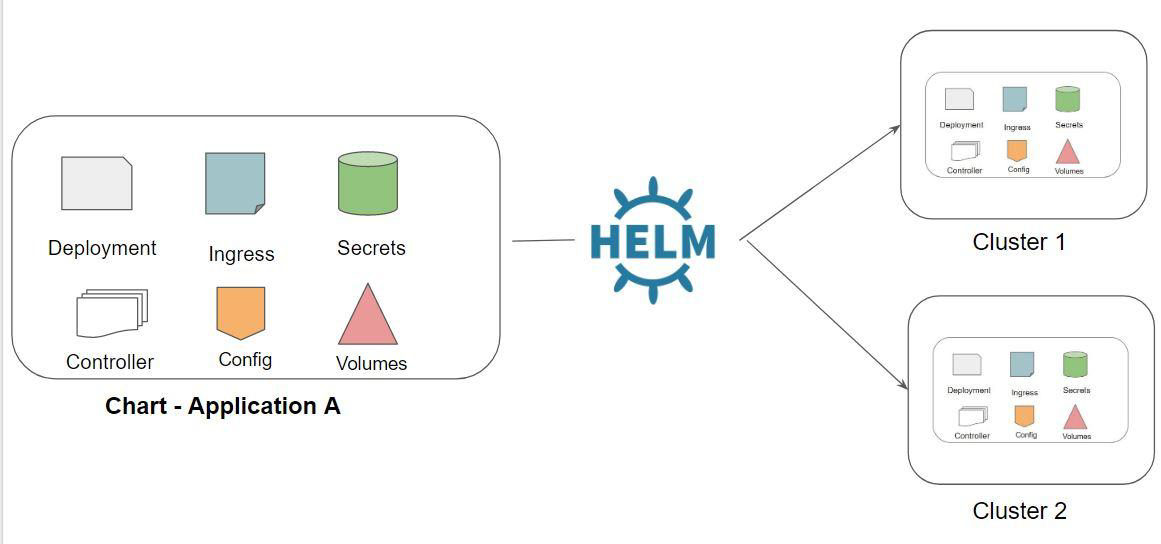 Deployment
Ingress
Secrets
Controller
Config
Volumes
Chart - Application A
HELM
Deployment
Ingress
Secrets
Controller
Config
Volumes
Cluster 1
Deployment
Ingress
Secrets
Controller
Config
Volumes
Cluster 2